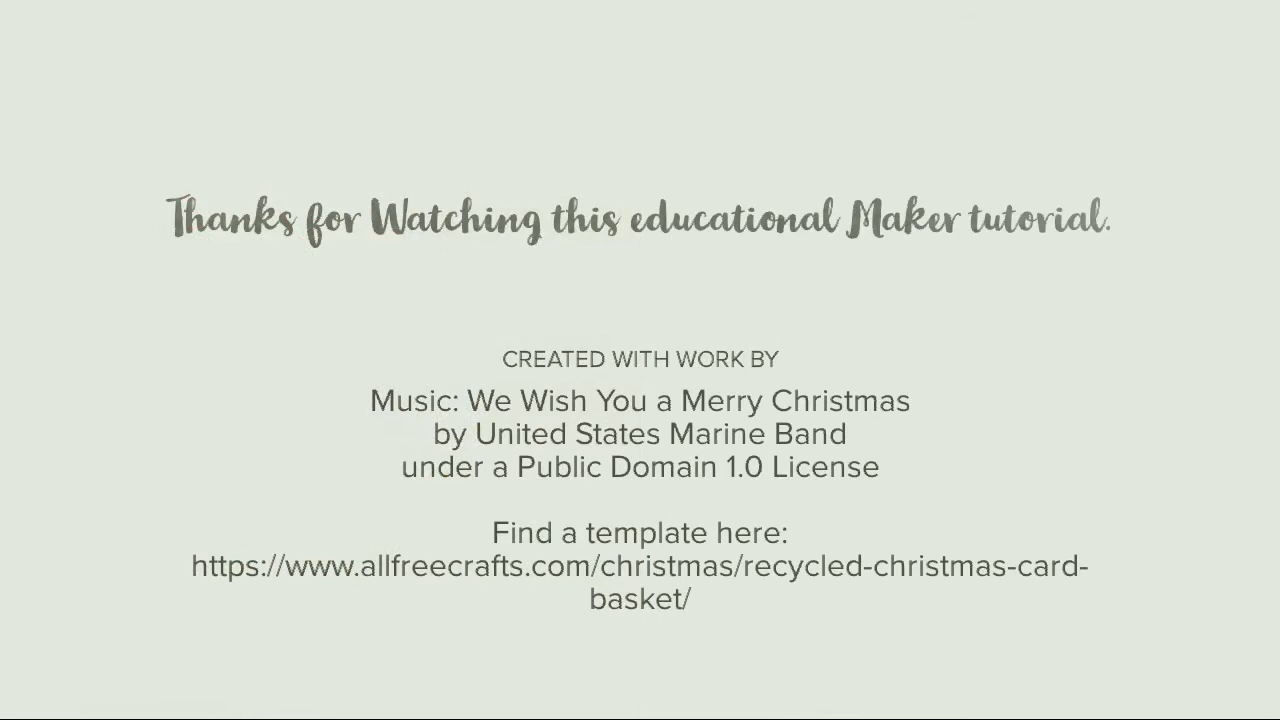 Thanks for Watching this educational Maker tutorial.
CREATED WITH WORK BY
Music: We Wish You a Merry Christmas
by United States Marine Band
under a Public Domain 1.0 License
Find a template here:
https://www.allfreecrafts.com/christmas/recycled-christmas-card-
basket/